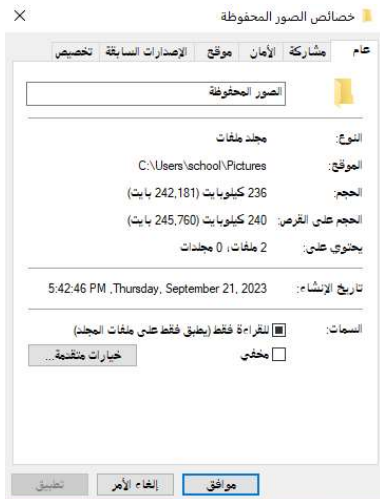 خصائص الصور المحفوظة
عام مشاركة الأمان موقع الإصدارات السابقة تخصيص
الصور المحفوظة
النوع: مجلد ملفات
الموقع: C:\Users\school\Pictures
الحجم: 236 كيلوبايت (242,181 بايت)
الحجم على القرص: 240 كيلوبايت (245,760 بايت)
يحتوي على: 2 ملفات، 0 مجلدات
تاريخ الإنشاء: 5:42:46 PM ,Thursday, September 21, 2023
السمات: للقراءة فقط (يطبق فقط على ملفات المجلد)
مخفي خيارات متقدمة...
موافق إلغاء الأمر تطبيق